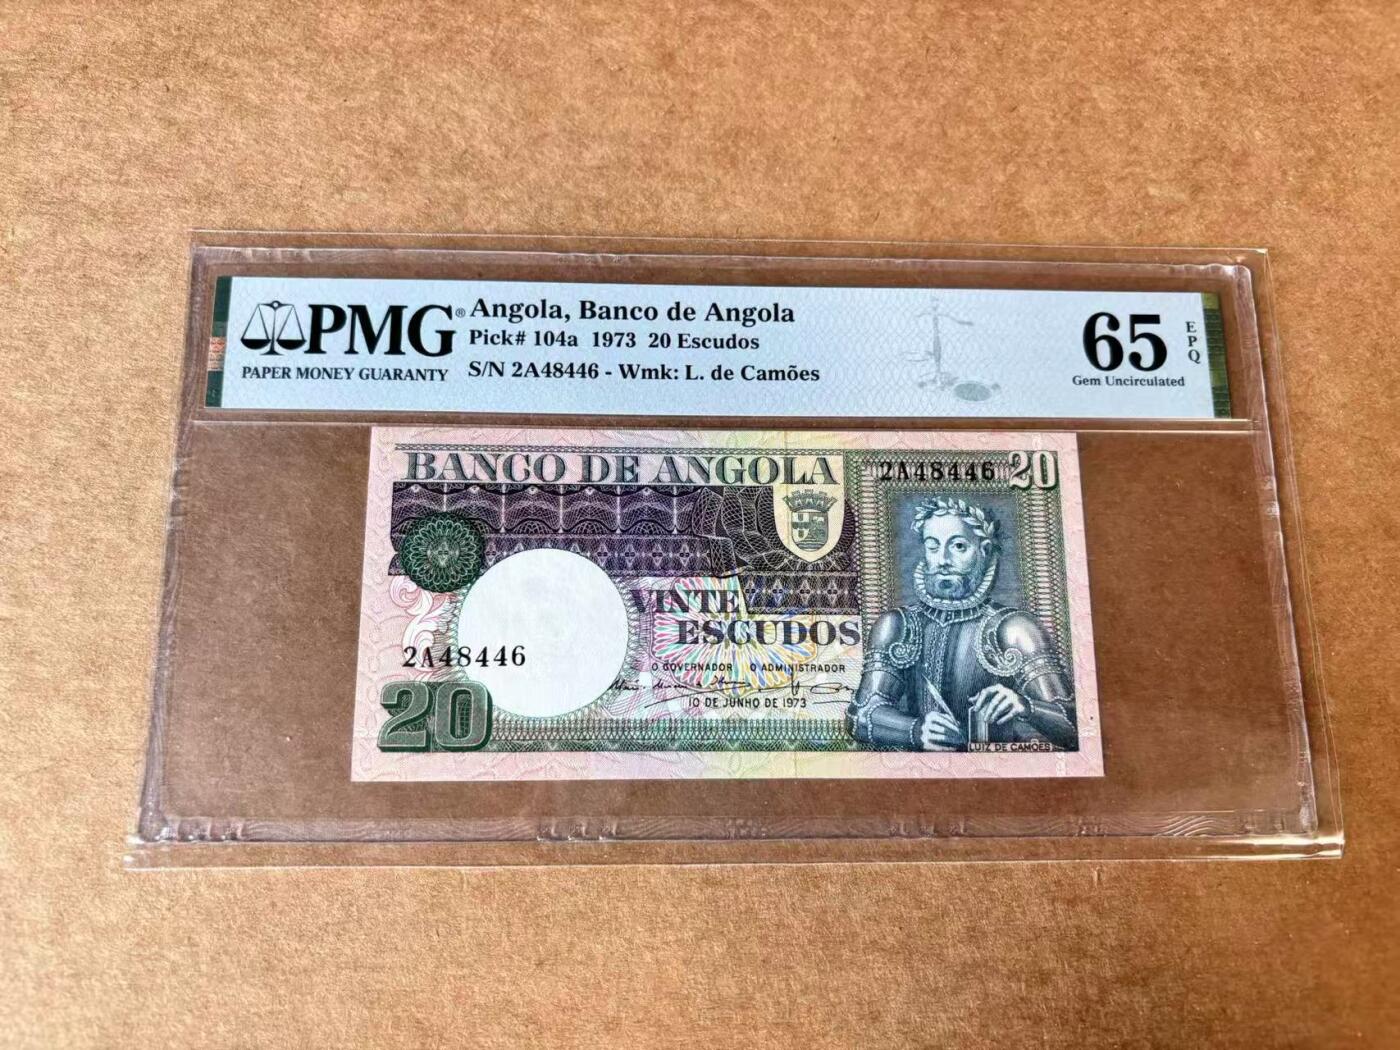 PMG®
PAPER MONEY GUARANTY
Angola, Banco de Angola
Pick# 104a 1973 20 Escudos
S/N 2A48446 - Wmk: L. de Camões
65
EPQ
Gem Uncirculated
BANCO DE ANGOLA
2A48446
20
VINTE
ESCUDOS
2A48446
O GOVERNADOR O ADMINISTRADOR
10 DE JUNHO DE 1973
20
LUIZ DE CAMÕES